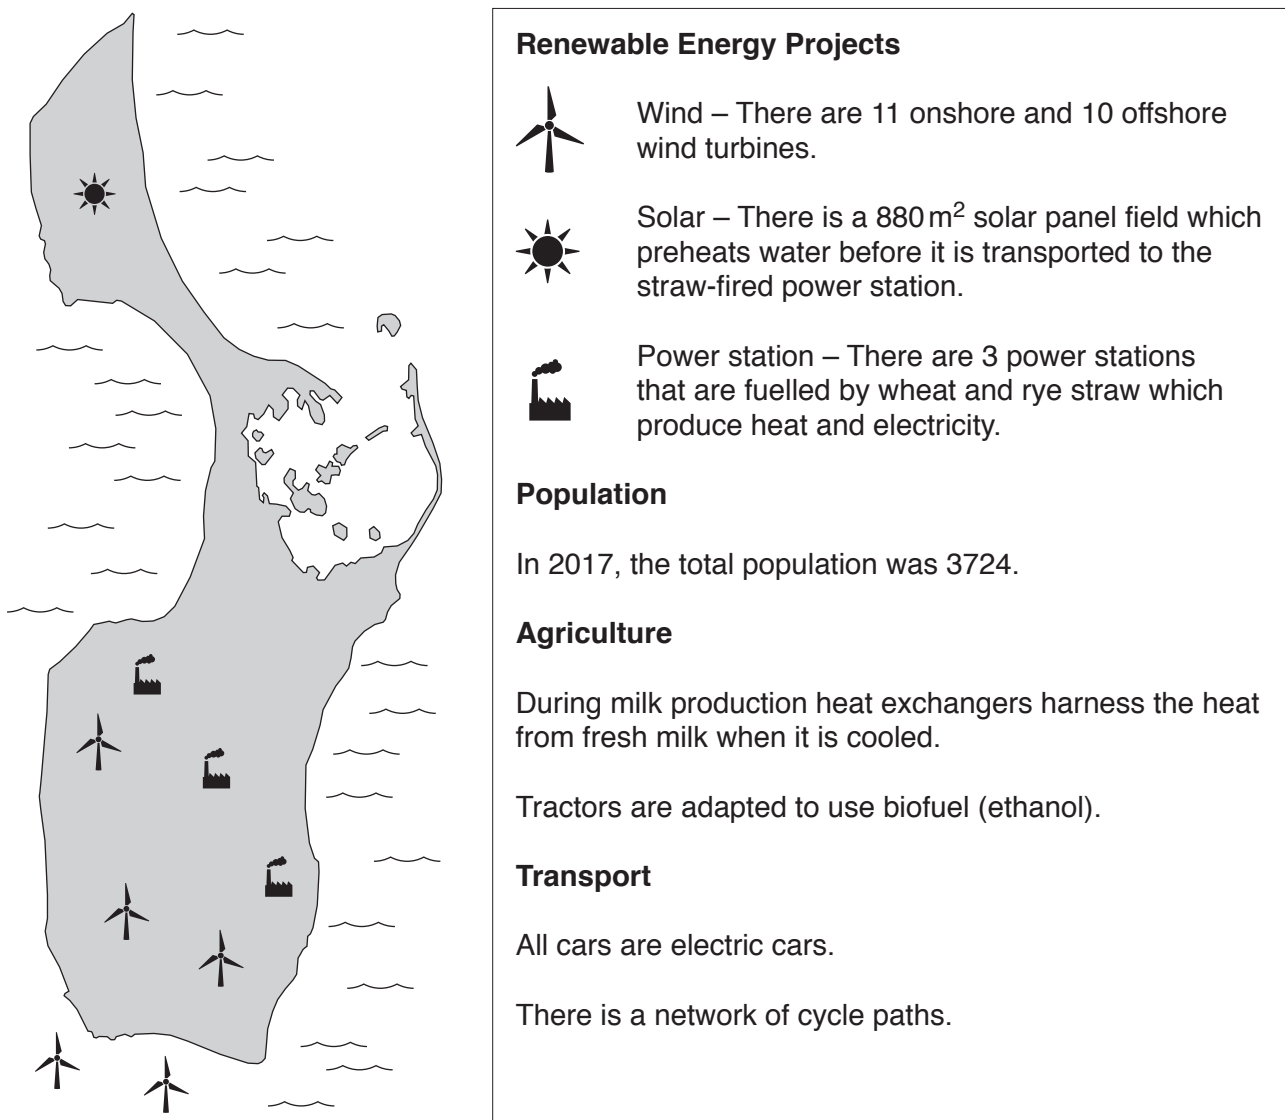 Renewable Energy Projects
Wind – There are 11 onshore and 10 offshore
wind turbines.
Solar – There is a 880 m² solar panel field which
preheats water before it is transported to the
straw-fired power station.
Power station – There are 3 power stations
that are fuelled by wheat and rye straw which
produce heat and electricity.
Population
In 2017, the total population was 3724.
Agriculture
During milk production heat exchangers harness the heat
from fresh milk when it is cooled.
Tractors are adapted to use biofuel (ethanol).
Transport
All cars are electric cars.
There is a network of cycle paths.